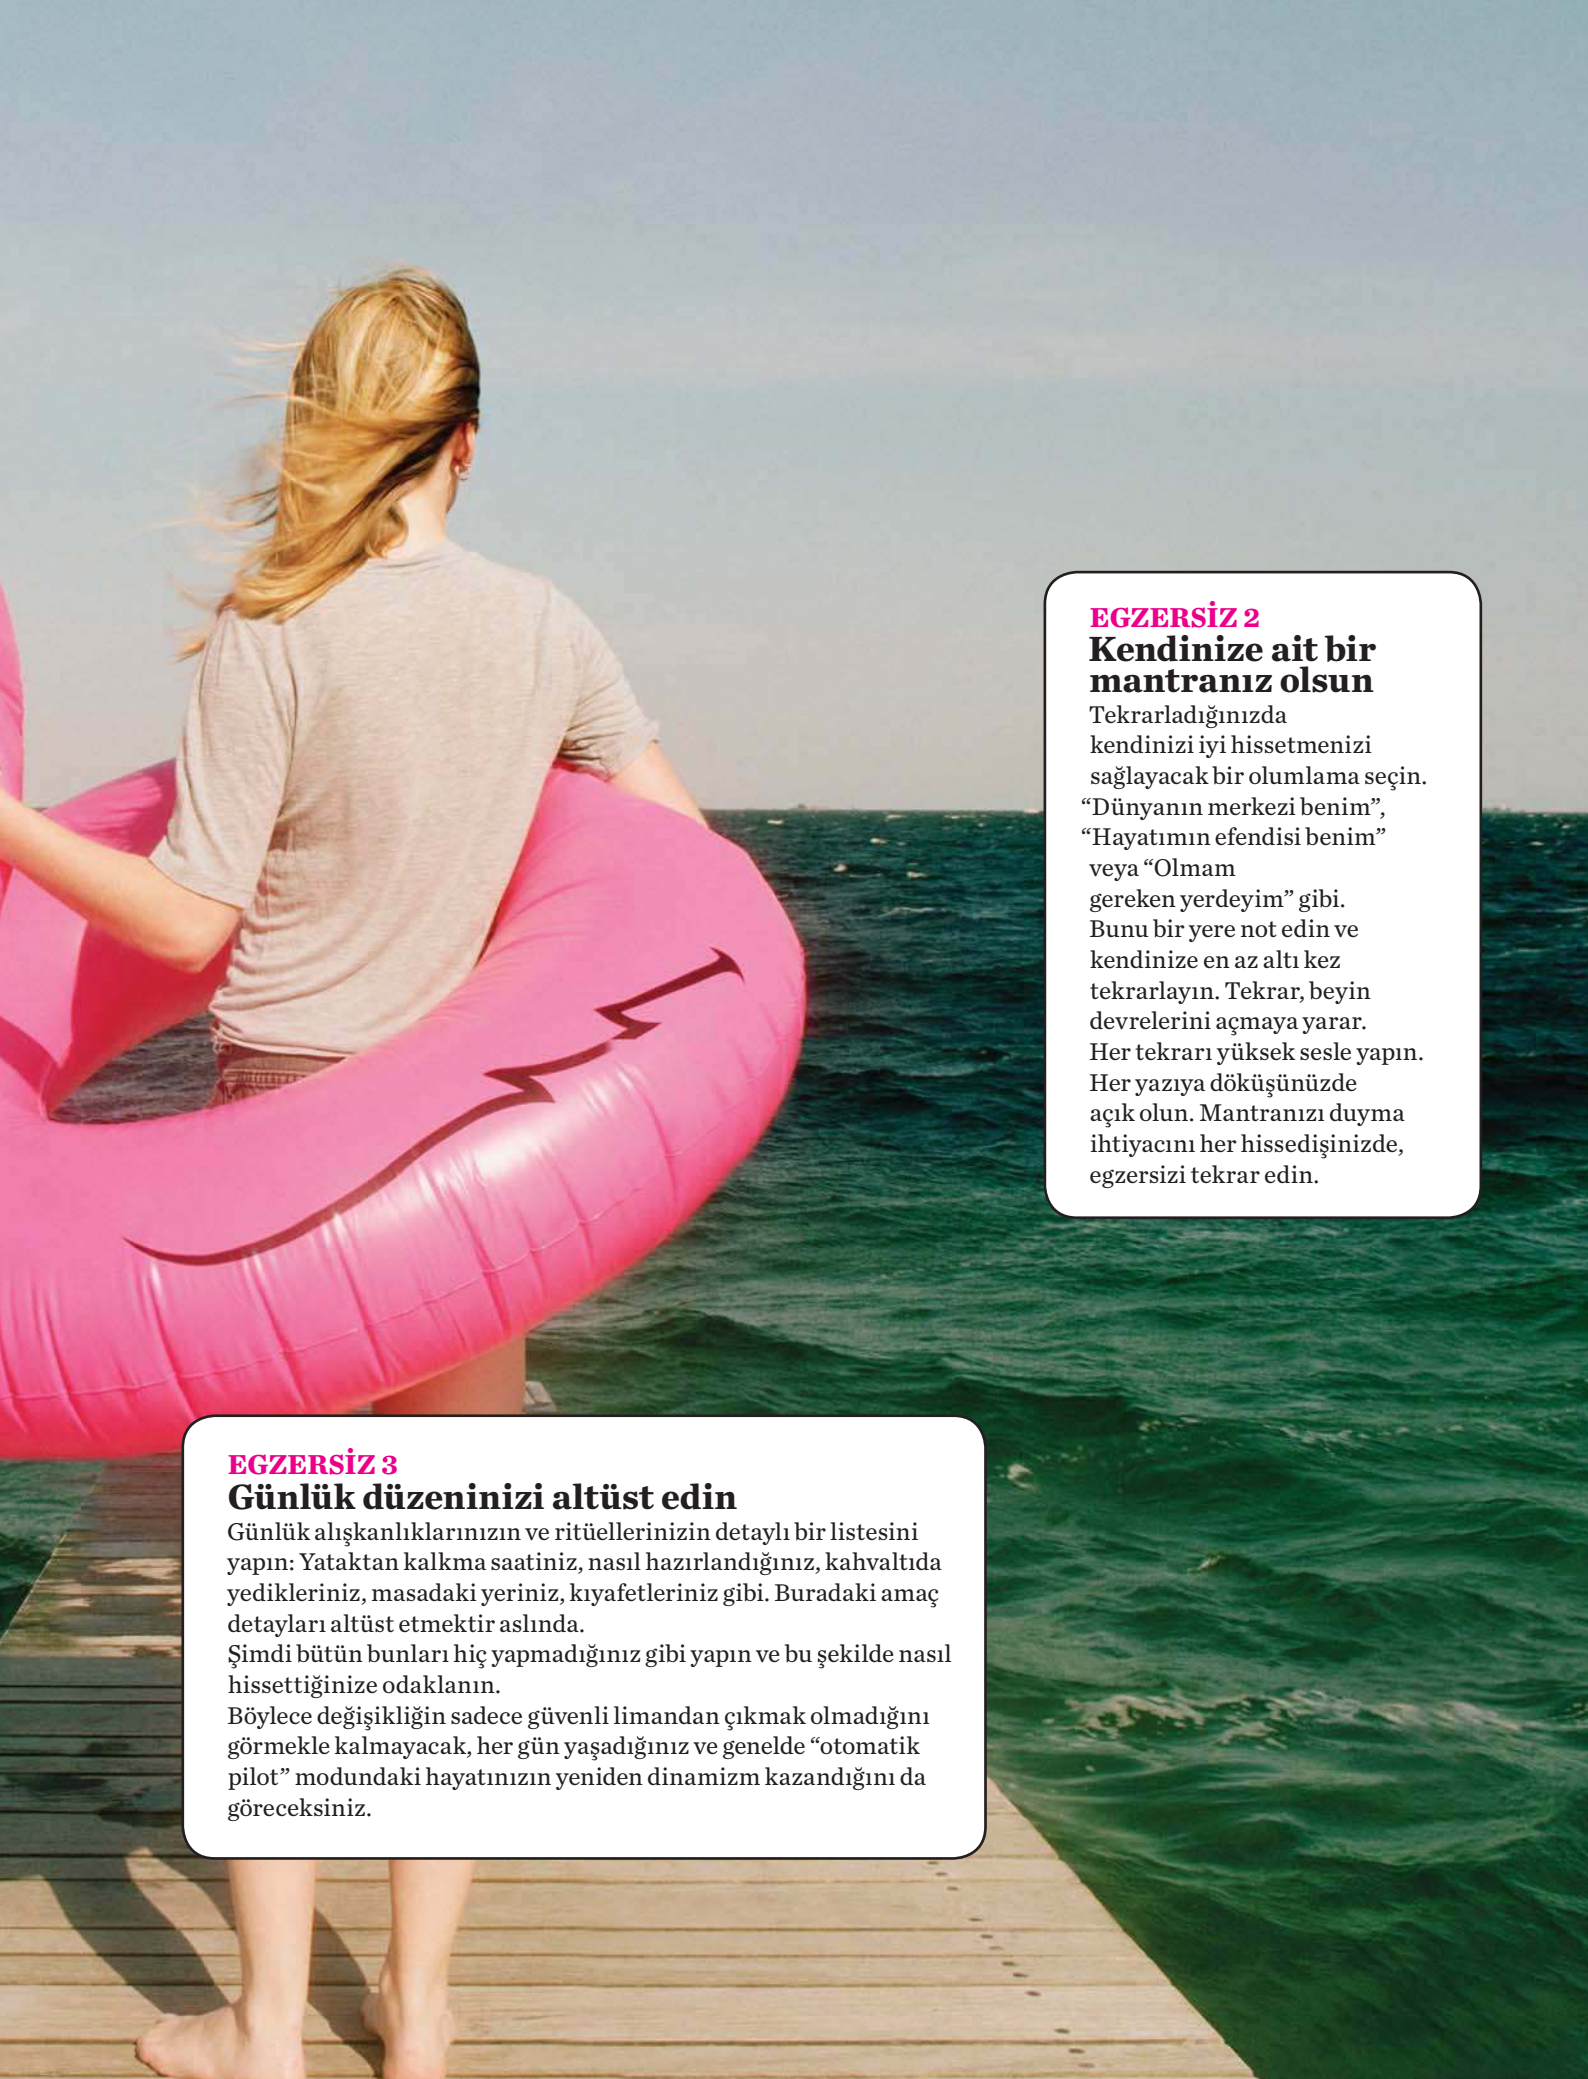 EGZERSİZ 2
Kendinize ait bir
mantranız olsun
Tekrarladığınızda
kendinizi iyi hissetmenizi
sağlayacak bir olumlama seçin.
“Dünyanın merkezi benim”,
“Hayatımın efendisi benim”
veya “Olmam
gereken yerdeyim” gibi.
Bunu bir yere not edin ve
kendinize en az altı kez
tekrarlayın. Tekrar, beyin
devrelerini açmaya yarar.
Her tekrarı yüksek sesle yapın.
Her yazıya döküşünüzde
açık olun. Mantranızı duyma
ihtiyacını her hissedişinizde,
egzersizi tekrar edin.
EGZERSİZ 3
Günlük düzeninizi altüst edin
Günlük alışkanlıklarınızın ve ritüellerinizin detaylı bir listesini
yapın: Yataktan kalkma saatiniz, nasıl hazırlandığınız, kahvaltıda
yedikleriniz, masadaki yeriniz, kıyafetleriniz gibi. Buradaki amaç
detayları altüst etmektir aslında.
Şimdi bütün bunları hiç yapmadığınız gibi yapın ve bu şekilde nasıl
hissettiğinize odaklanın.
Böylece değişikliğin sadece güvenli limandan çıkmak olmadığını
görmekle kalmayacak, her gün yaşadığınız ve genelde “otomatik
pilot” modundaki hayatınızın yeniden dinamizm kazandığını da
göreceksiniz.